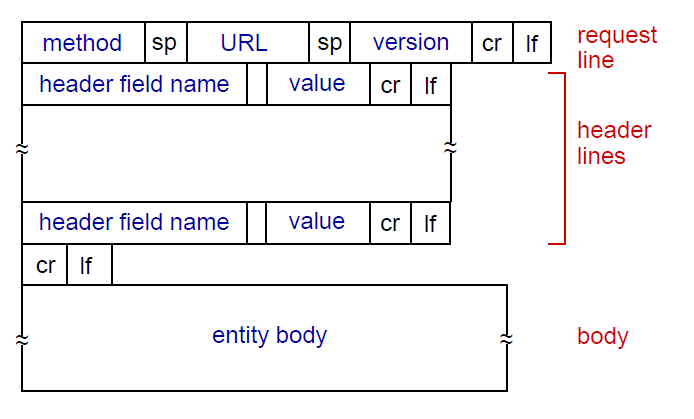 method sp URL sp version cr lf request
line
header field name value cr lf
header
lines
≈ ≈
header field name value cr lf
cr lf
≈ entity body ≈ body